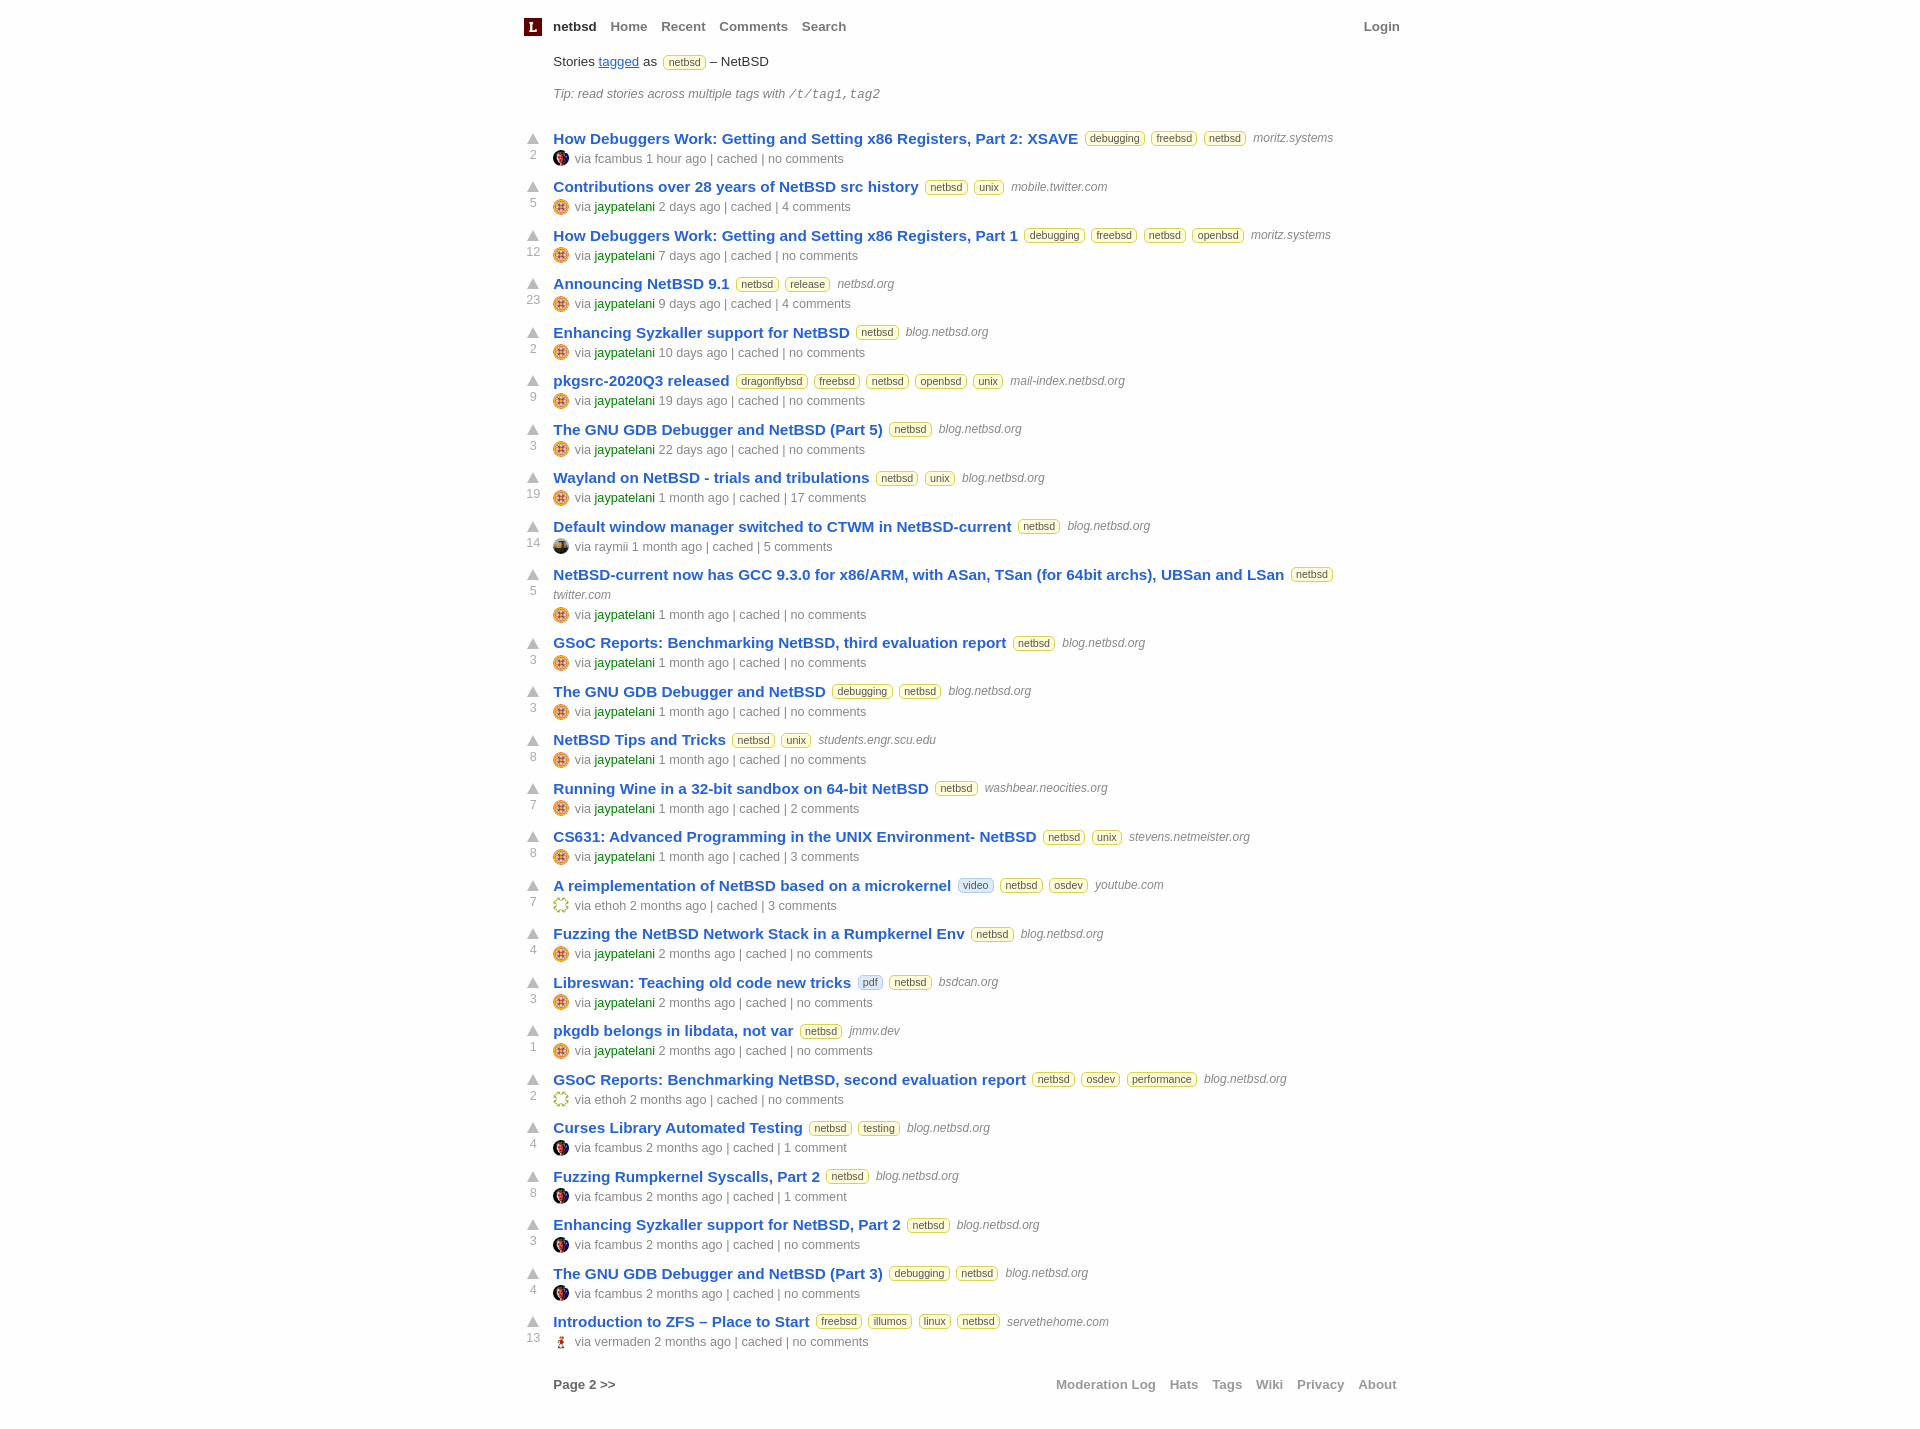 L netbsd Home Recent Comments Search Login
Stories tagged as netbsd – NetBSD
Tip: read stories across multiple tags with /t/tag1,tag2
How Debuggers Work: Getting and Setting x86 Registers, Part 2: XSAVE debugging freebsd netbsd moritz.systems
2 via fcambus 1 hour ago | cached | no comments
Contributions over 28 years of NetBSD src history netbsd unix mobile.twitter.com
5 via jaypatelani 2 days ago | cached | 4 comments
How Debuggers Work: Getting and Setting x86 Registers, Part 1 debugging freebsd netbsd openbsd moritz.systems
12 via jaypatelani 7 days ago | cached | no comments
Announcing NetBSD 9.1 netbsd release netbsd.org
23 via jaypatelani 9 days ago | cached | 4 comments
Enhancing Syzkaller support for NetBSD netbsd blog.netbsd.org
2 via jaypatelani 10 days ago | cached | no comments
pkgsrc-2020Q3 released dragonflybsd freebsd netbsd openbsd unix mail-index.netbsd.org
9 via jaypatelani 19 days ago | cached | no comments
The GNU GDB Debugger and NetBSD (Part 5) netbsd blog.netbsd.org
3 via jaypatelani 22 days ago | cached | no comments
Wayland on NetBSD - trials and tribulations netbsd unix blog.netbsd.org
19 via jaypatelani 1 month ago | cached | 17 comments
Default window manager switched to CTWM in NetBSD-current netbsd blog.netbsd.org
14 via raymii 1 month ago | cached | 5 comments
NetBSD-current now has GCC 9.3.0 for x86/ARM, with ASan, TSan (for 64bit archs), UBSan and LSan netbsd
5 twitter.com
via jaypatelani 1 month ago | cached | no comments
GSoC Reports: Benchmarking NetBSD, third evaluation report netbsd blog.netbsd.org
3 via jaypatelani 1 month ago | cached | no comments
The GNU GDB Debugger and NetBSD debugging netbsd blog.netbsd.org
3 via jaypatelani 1 month ago | cached | no comments
NetBSD Tips and Tricks netbsd unix students.engr.scu.edu
8 via jaypatelani 1 month ago | cached | no comments
Running Wine in a 32-bit sandbox on 64-bit NetBSD netbsd washbear.neocities.org
7 via jaypatelani 1 month ago | cached | 2 comments
CS631: Advanced Programming in the UNIX Environment- NetBSD netbsd unix stevens.netmeister.org
8 via jaypatelani 1 month ago | cached | 3 comments
A reimplementation of NetBSD based on a microkernel video netbsd osdev youtube.com
7 via ethoh 2 months ago | cached | 3 comments
Fuzzing the NetBSD Network Stack in a Rumpkernel Env netbsd blog.netbsd.org
4 via jaypatelani 2 months ago | cached | no comments
Libreswan: Teaching old code new tricks pdf netbsd bsdcan.org
3 via jaypatelani 2 months ago | cached | no comments
pkgdb belongs in libdata, not var netbsd jmmv.dev
1 via jaypatelani 2 months ago | cached | no comments
GSoC Reports: Benchmarking NetBSD, second evaluation report netbsd osdev performance blog.netbsd.org
2 via ethoh 2 months ago | cached | no comments
Curses Library Automated Testing netbsd testing blog.netbsd.org
4 via fcambus 2 months ago | cached | 1 comment
Fuzzing Rumpkernel Syscalls, Part 2 netbsd blog.netbsd.org
8 via fcambus 2 months ago | cached | 1 comment
Enhancing Syzkaller support for NetBSD, Part 2 netbsd blog.netbsd.org
3 via fcambus 2 months ago | cached | no comments
The GNU GDB Debugger and NetBSD (Part 3) debugging netbsd blog.netbsd.org
4 via fcambus 2 months ago | cached | no comments
Introduction to ZFS – Place to Start freebsd illumos linux netbsd servethehome.com
13 via vermaden 2 months ago | cached | no comments
Page 2 >> Moderation Log Hats Tags Wiki Privacy About